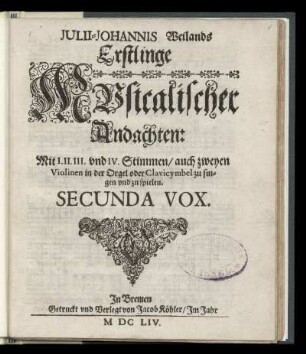 JULII-JOHANNIS Weilands
Erstlinge
MUsicalischer
Andachten:
Mit I. II. III. vnd IV. Stimmen / auch zweyen
Violinen in der Orgel oder Clavicymbel zu sin-
gen vnd zu spielen.
SECUNDA VOX.
In Bremen
Getruckt vnd Verlegt von Jacob Köhler / Im Jahr
M DC LIV.